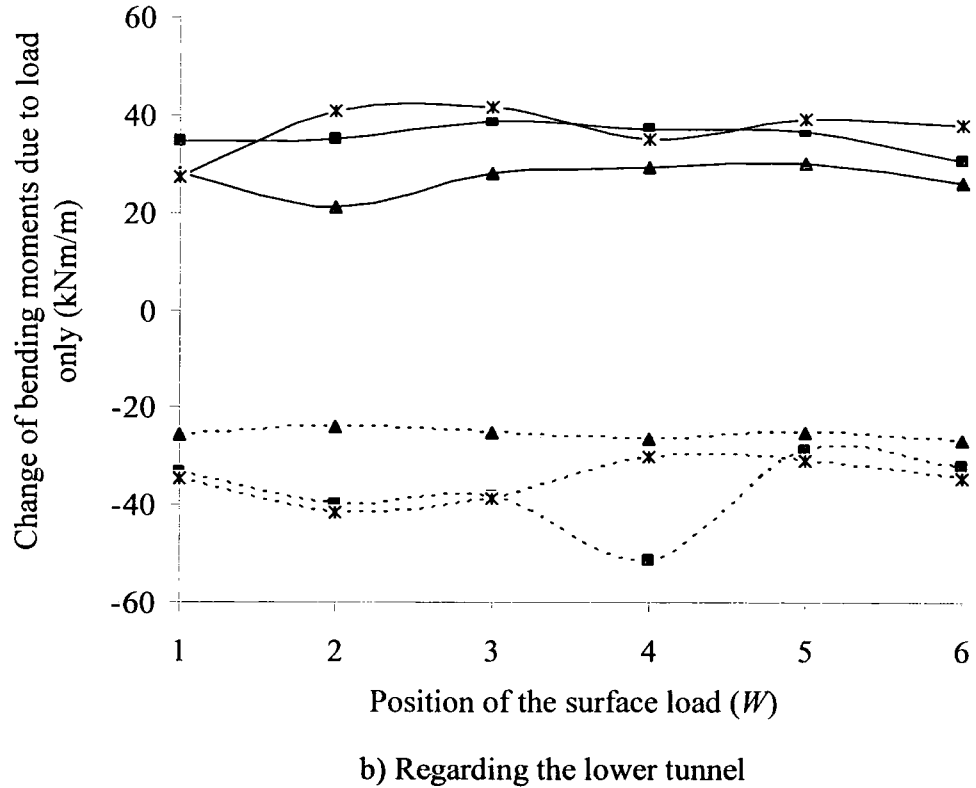 Change of bending moments due to load
only (kNm/m)
60
40
20
0
-20
-40
-60
1 2 3 4 5 6
Position of the surface load (W)
b) Regarding the lower tunnel